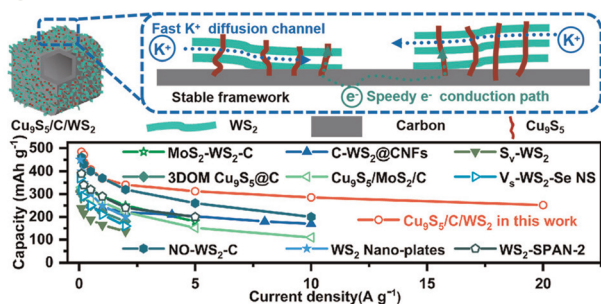 Fast K⁺ diffusion channel
K⁺
K⁺
Stable framework
e⁻ Speedy e⁻ conduction path
Cu₉S₅/C/WS₂
WS₂
Carbon
Cu₉S₅
Capacity (mAh g⁻¹)
500
400
300
200
100
0
MoS₂-WS₂-C
C-WS₂@CNFs
Sᵥ-WS₂
3DOM Cu₉S₅@C
Cu₉S₅/MoS₂/C
Vₛ-WS₂-Se NS
Cu₉S₅/C/WS₂ in this work
NO-WS₂-C
WS₂ Nano-plates
WS₂-SPAN-2
0 5 10 15 20
Current density(A g⁻¹)